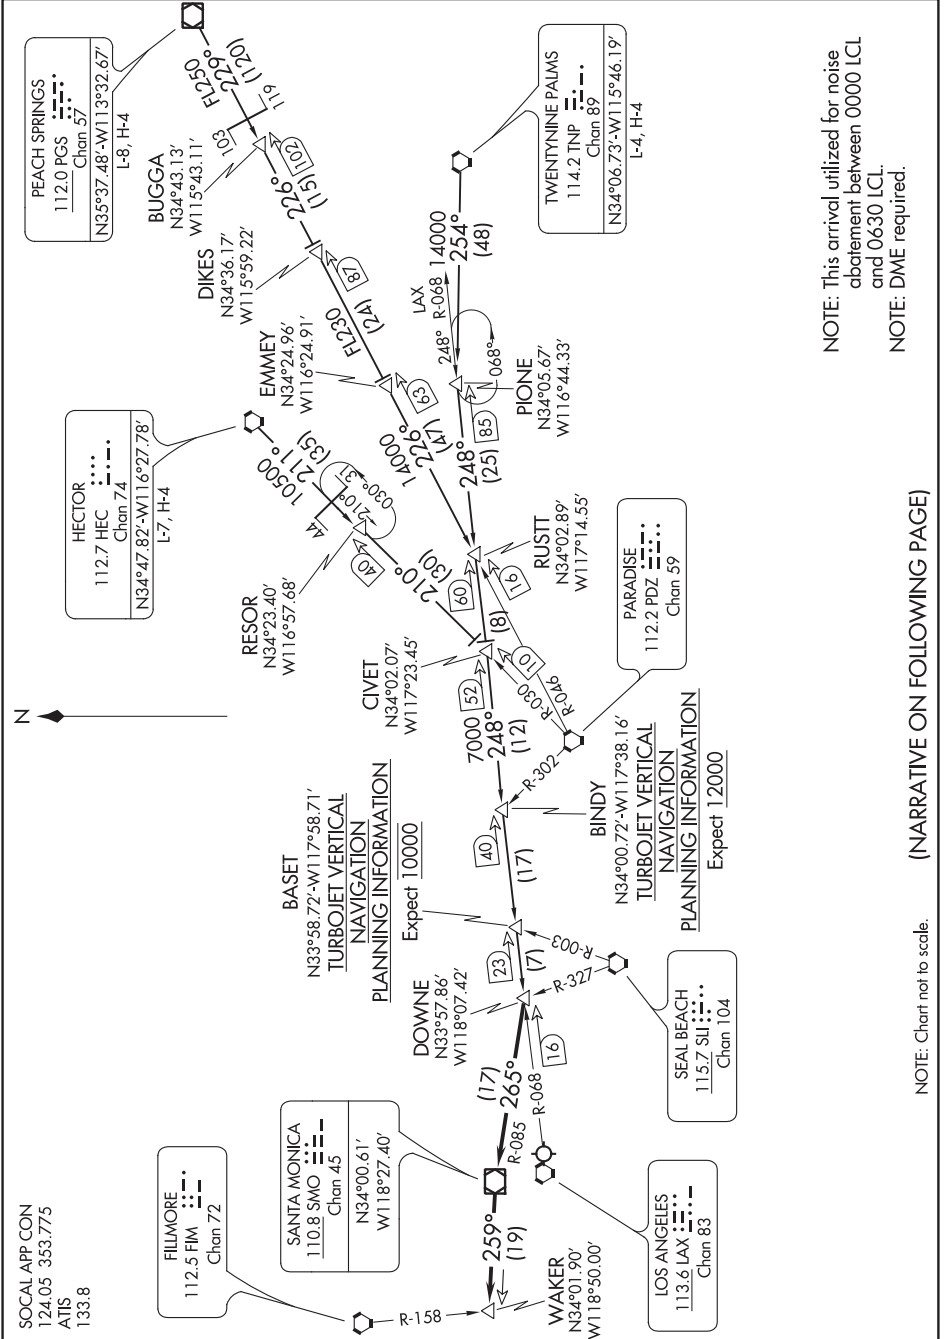 SOCAL APP CON
124.05 353.775
ATIS
133.8
FILLMORE
112.5 FIM
Chan 72
R-158
SANTA MONICA
110.8 SMO
Chan 45
N34°00.61'
W118°27.40'
259°
(19)
WAKER
N34°01.90'
W118°50.00'
LOS ANGELES
113.6 LAX
Chan 83
R-085
R-068
16
(17)
265°
DOWNE
N33°57.86'
W118°07.42'
SEAL BEACH
115.7 SLI
Chan 104
R-327
R-003
23
(7)
BASET
N33°58.72'-W117°58.71'
TURBOJET VERTICAL
NAVIGATION
PLANNING INFORMATION
Expect 10000
40
(17)
BINDY
N34°00.72'-W117°38.16'
TURBOJET VERTICAL
NAVIGATION
PLANNING INFORMATION
Expect 12000
R-302
7000
248°
(12)
52
N
CIVET
N34°02.07'
W117°23.45'
R-030
10
R-046
16
PARADISE
112.2 PDZ
Chan 59
(8)
60
RUSTT
N34°02.89'
W117°14.55'
210°
(30)
RESOR
N34°23.40'
W116°57.68'
40
44
31
210°
030°
10500
211°
(35)
HECTOR
112.7 HEC
Chan 74
N34°47.82'-W116°27.78'
L-7, H-4
14000
226°
(47)
248°
(25)
85
PIONE
N34°05.67'
W116°44.33'
248°
068°
LAX
R-068
14000
254°
(48)
TWENTYNINE PALMS
114.2 TNP
Chan 89
N34°06.73'-W115°46.19'
L-4, H-4
EMMEY
N34°24.96'
W116°24.91'
63
FL230
(24)
DIKES
N34°36.17'
W115°59.22'
87
226°
(15)
BUGGA
N34°43.13'
W115°43.11'
102
103
119
FL250
229°
(120)
PEACH SPRINGS
112.0 PGS
Chan 57
N35°37.48'-W113°32.67'
L-8, H-4
NOTE: This arrival utilized for noise
abatement between 0000 LCL
and 0630 LCL.
NOTE: DME required.
NOTE: Chart not to scale.
(NARRATIVE ON FOLLOWING PAGE)